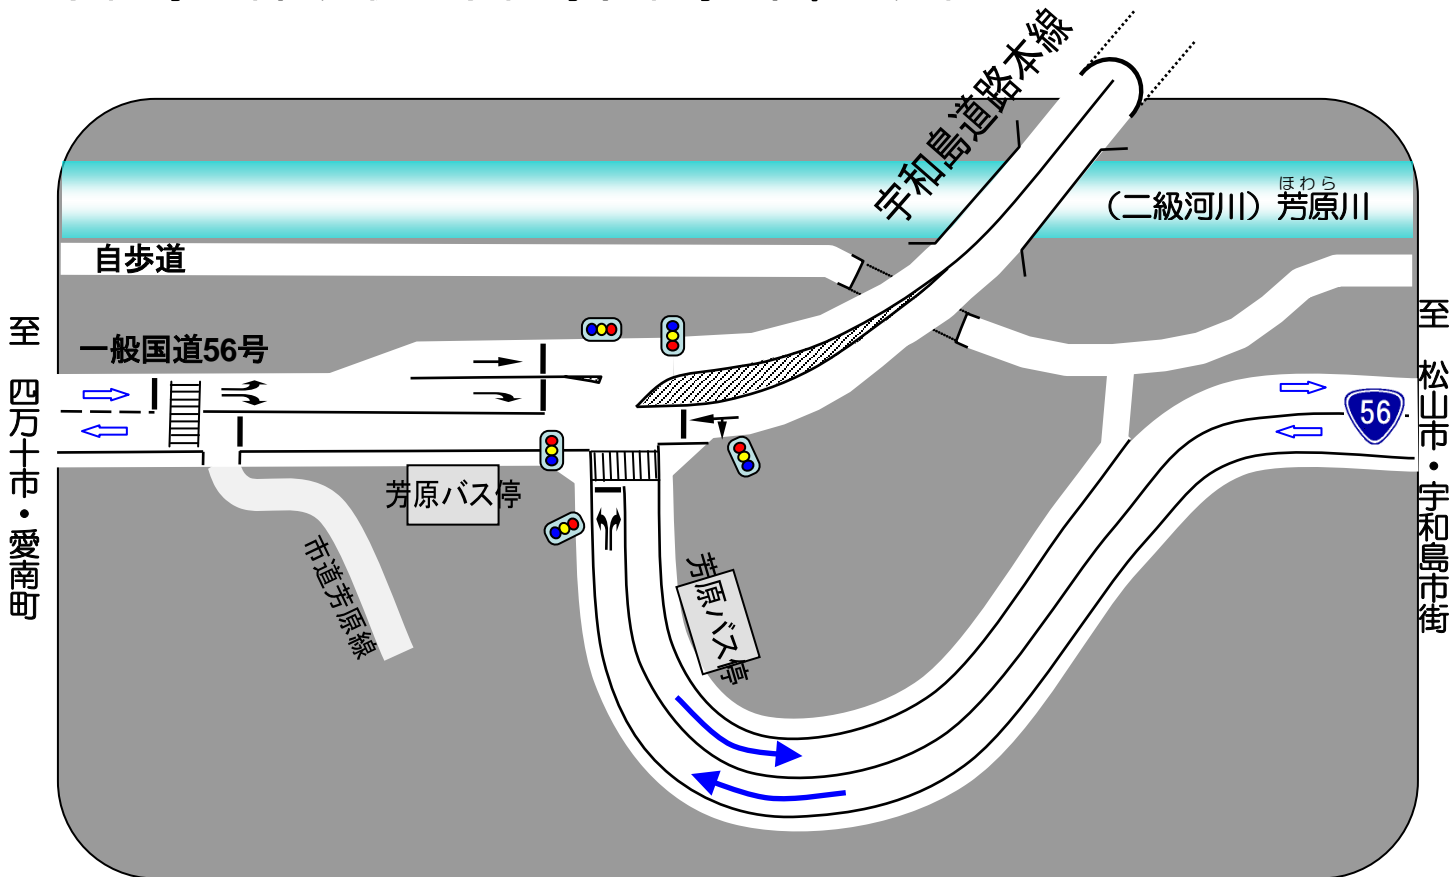 宇和島道路本線
ほわら
（二級河川）芳原川
自歩道
一般国道56号
至 四万十市・愛南町
至 松山市・宇和島市街
56
芳原バス停
市道芳原線
芳原バス停